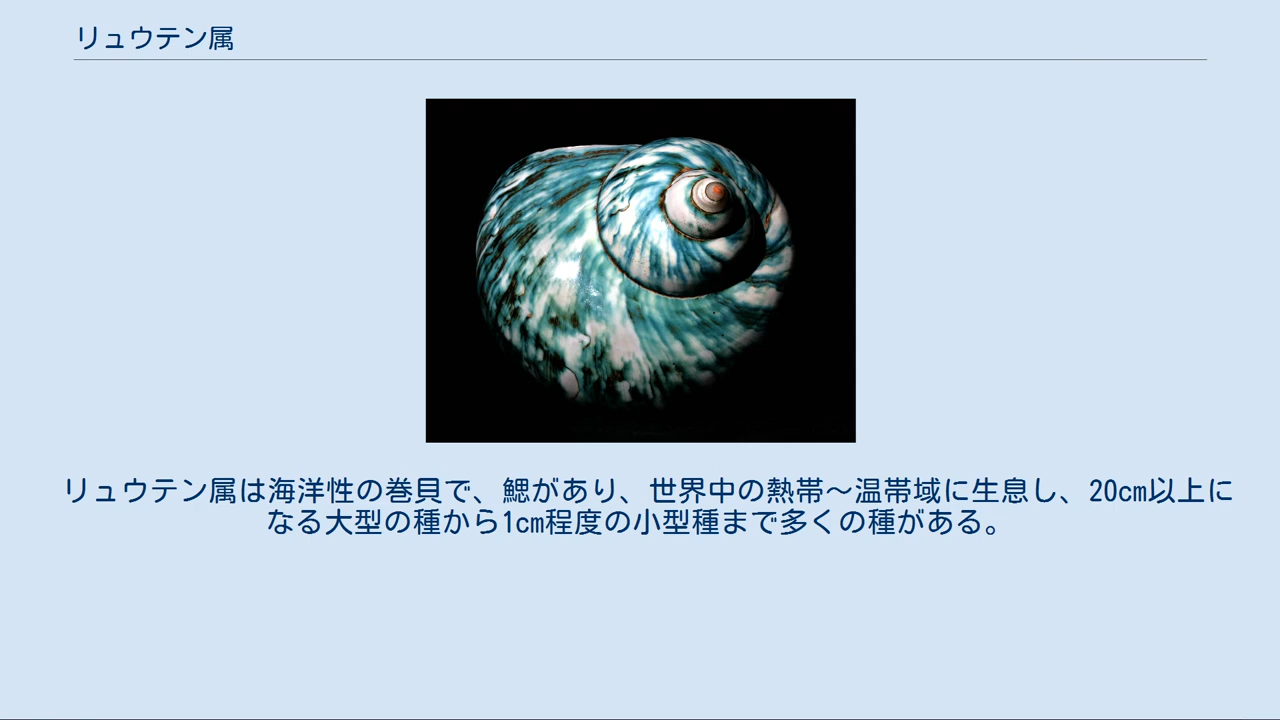 リュウテン属
リュウテン属は海洋性の巻貝で、鰓があり、世界中の熱帯～温帯域に生息し、20cm以上に
なる大型の種から1cm程度の小型種まで多くの種がある。